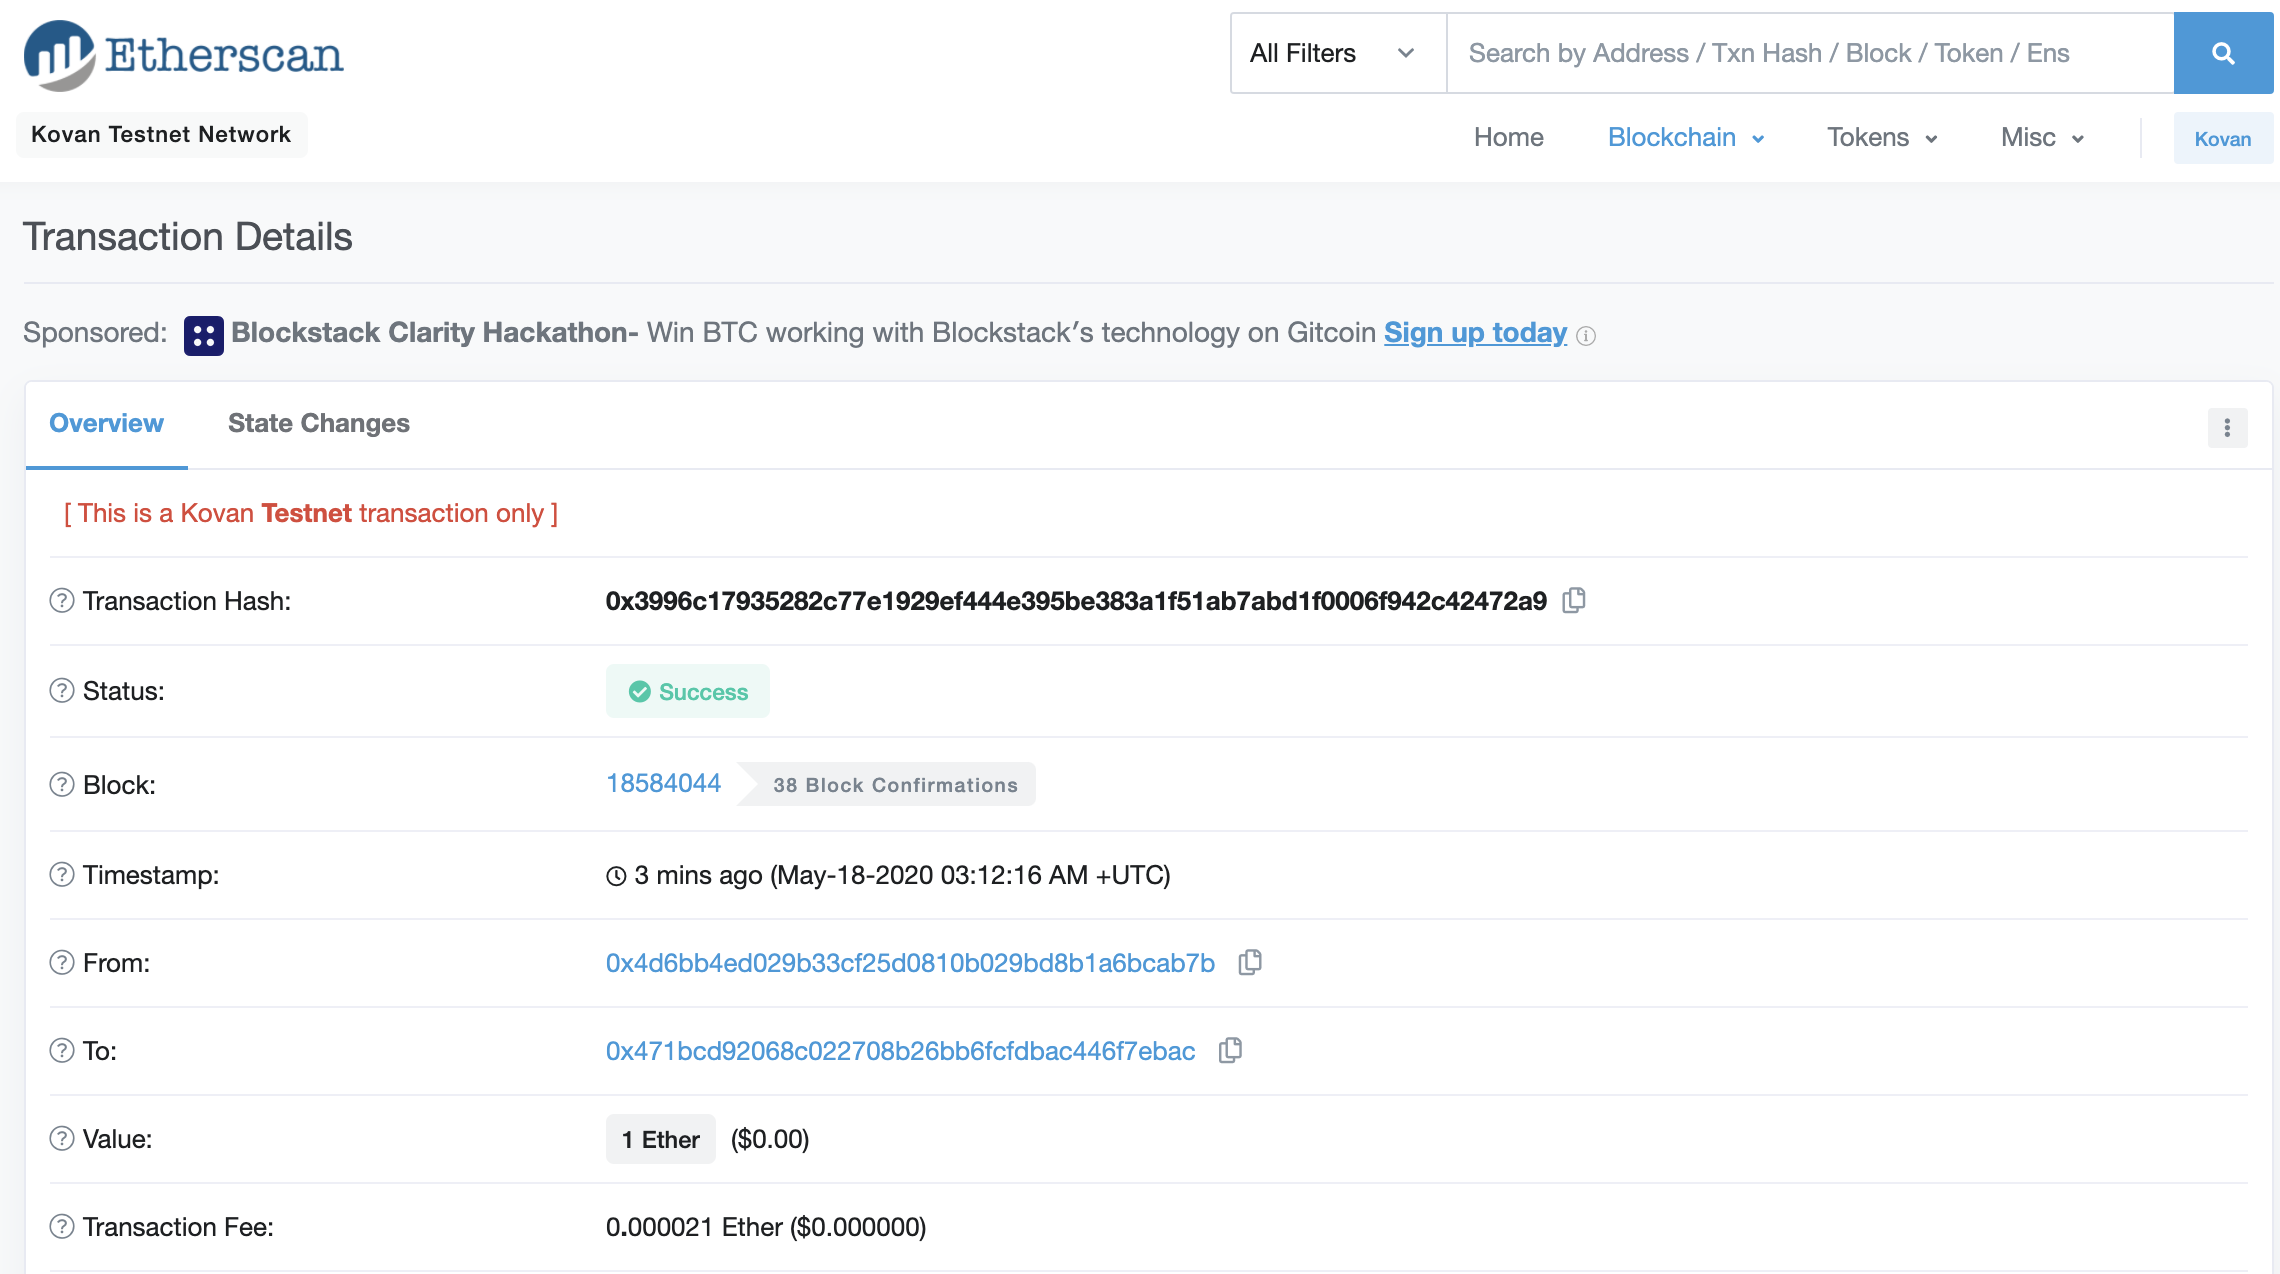 Etherscan
All Filters
Search by Address / Txn Hash / Block / Token / Ens
Kovan Testnet Network
Home Blockchain Tokens Misc Kovan
Transaction Details
Sponsored: Blockstack Clarity Hackathon- Win BTC working with Blockstack's technology on Gitcoin Sign up today
Overview State Changes
[ This is a Kovan Testnet transaction only ]
Transaction Hash: 0x3996c17935282c77e1929ef444e395be383a1f51ab7abd1f0006f942c42472a9
Status: Success
Block: 18584044 38 Block Confirmations
Timestamp: 3 mins ago (May-18-2020 03:12:16 AM +UTC)
From: 0x4d6bb4ed029b33cf25d0810b029bd8b1a6bcab7b
To: 0x471bcd92068c022708b26bb6fcfdbac446f7ebac
Value: 1 Ether ($0.00)
Transaction Fee: 0.000021 Ether ($0.000000)